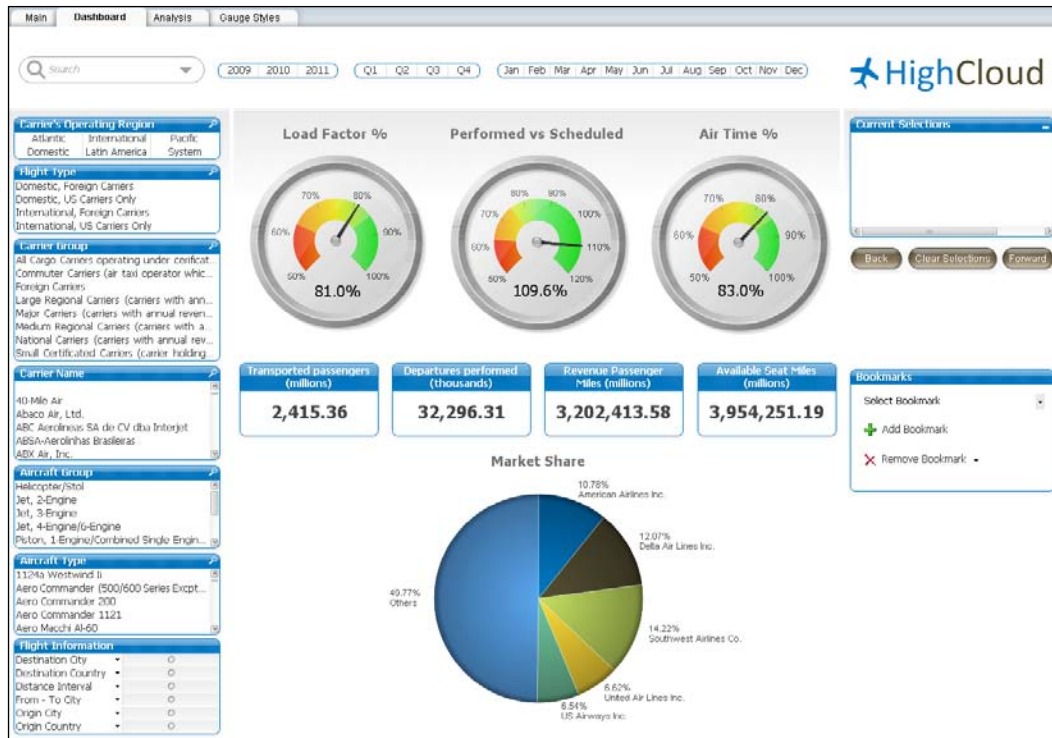 Main Dashboard Analysis Gauge Styles
Search
2009 2010 2011
Q1 Q2 Q3 Q4
Jan Feb Mar Apr May Jun Jul Aug Sep Oct Nov Dec
HighCloud
Carrier's Operating Region
Atlantic International Pacific
Domestic Latin America System
Flight Type
Domestic, Foreign Carriers
Domestic, US Carriers Only
International, Foreign Carriers
International, US Carriers Only
Carrier Group
All Cargo Carriers operating under cerificat...
Commuter Carriers (air taxi operator whic...
Foreign Carriers
Large Regional Carriers (carriers with ann...
Major Carriers (carriers with annual reven...
Medium Regional Carriers (carriers with a...
National Carriers (carriers with annual rev...
Small Certificated Carriers (carrier holding...
Carrier Name
40-Mile Air
Abaco Air, Ltd.
ABC Aerolineas SA de CV dba Interjet
ABSA-Aerolinhas Brasileiras
ABX Air, Inc.
Aircraft Group
Helicopter/Stol
Jet, 2-Engine
Jet, 3-Engine
Jet, 4-Engine/6-Engine
Piston, 1-Engine/Combined Single Engin...
Aircraft Type
1124a Westwind Ii
Aero Commander (500/600 Series Excpt...
Aero Commander 200
Aero Commander 1121
Aero Macchi Al-60
Flight Information
Destination City
Destination Country
Distance Interval
From - To City
Origin City
Origin Country
Load Factor %
50% 60% 70% 80% 90% 100%
81.0%
Performed vs Scheduled
50% 60% 70% 80% 90% 100% 110% 120%
109.6%
Air Time %
50% 60% 70% 80% 90% 100%
83.0%
Transported passengers
(millions)
2,415.36
Departures performed
(thousands)
32,296.31
Revenue Passenger
Miles (millions)
3,202,413.58
Available Seat Miles
(millions)
3,954,251.19
Market Share
10.78%
American Airlines Inc.
12.07%
Delta Air Lines Inc.
14.22%
Southwest Airlines Co.
6.62%
United Air Lines Inc.
6.54%
US Airways Inc.
49.77%
Others
Current Selections
Back Clear Selections Forward
Bookmarks
Select Bookmark
Add Bookmark
Remove Bookmark